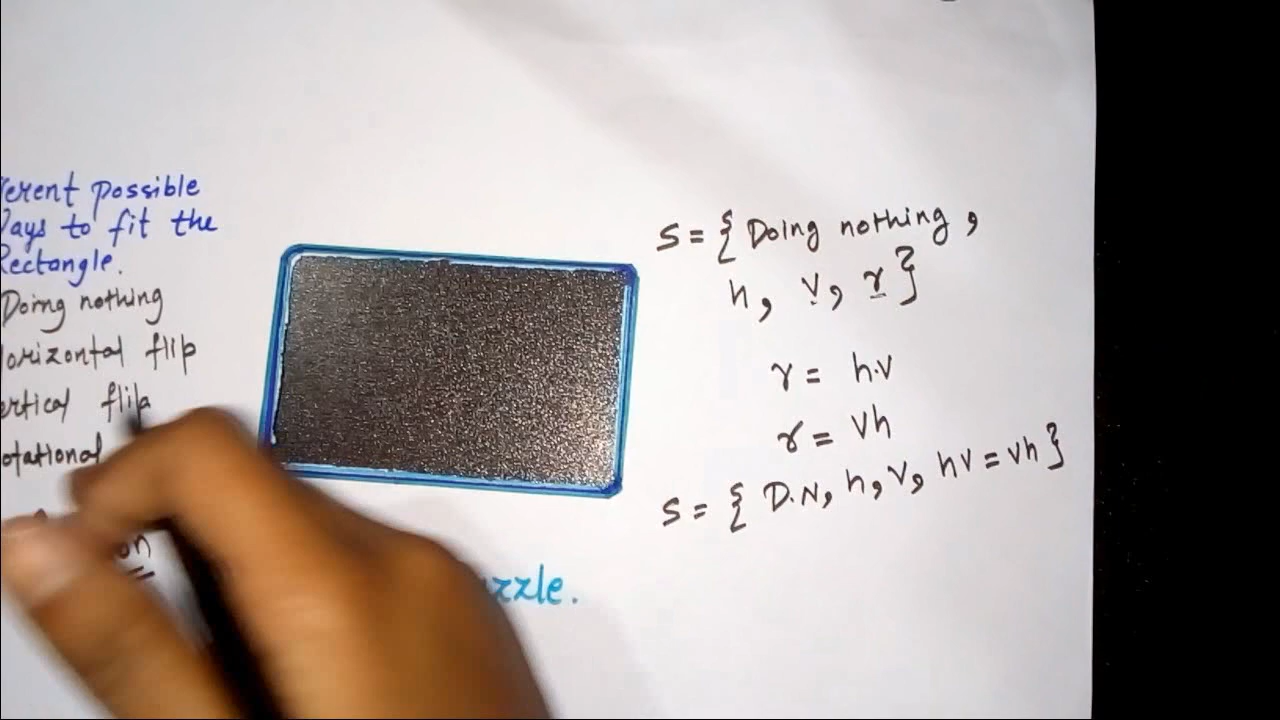 erent possible
ays to fit the
Rectangle.
Doing nothing
orizontal flip
ertical flip
otational
on
zzle.
S = { Doing nothing ,
h, v, r }
r = h.v
r = vh
S = { D.N, h, v, hv = vh }